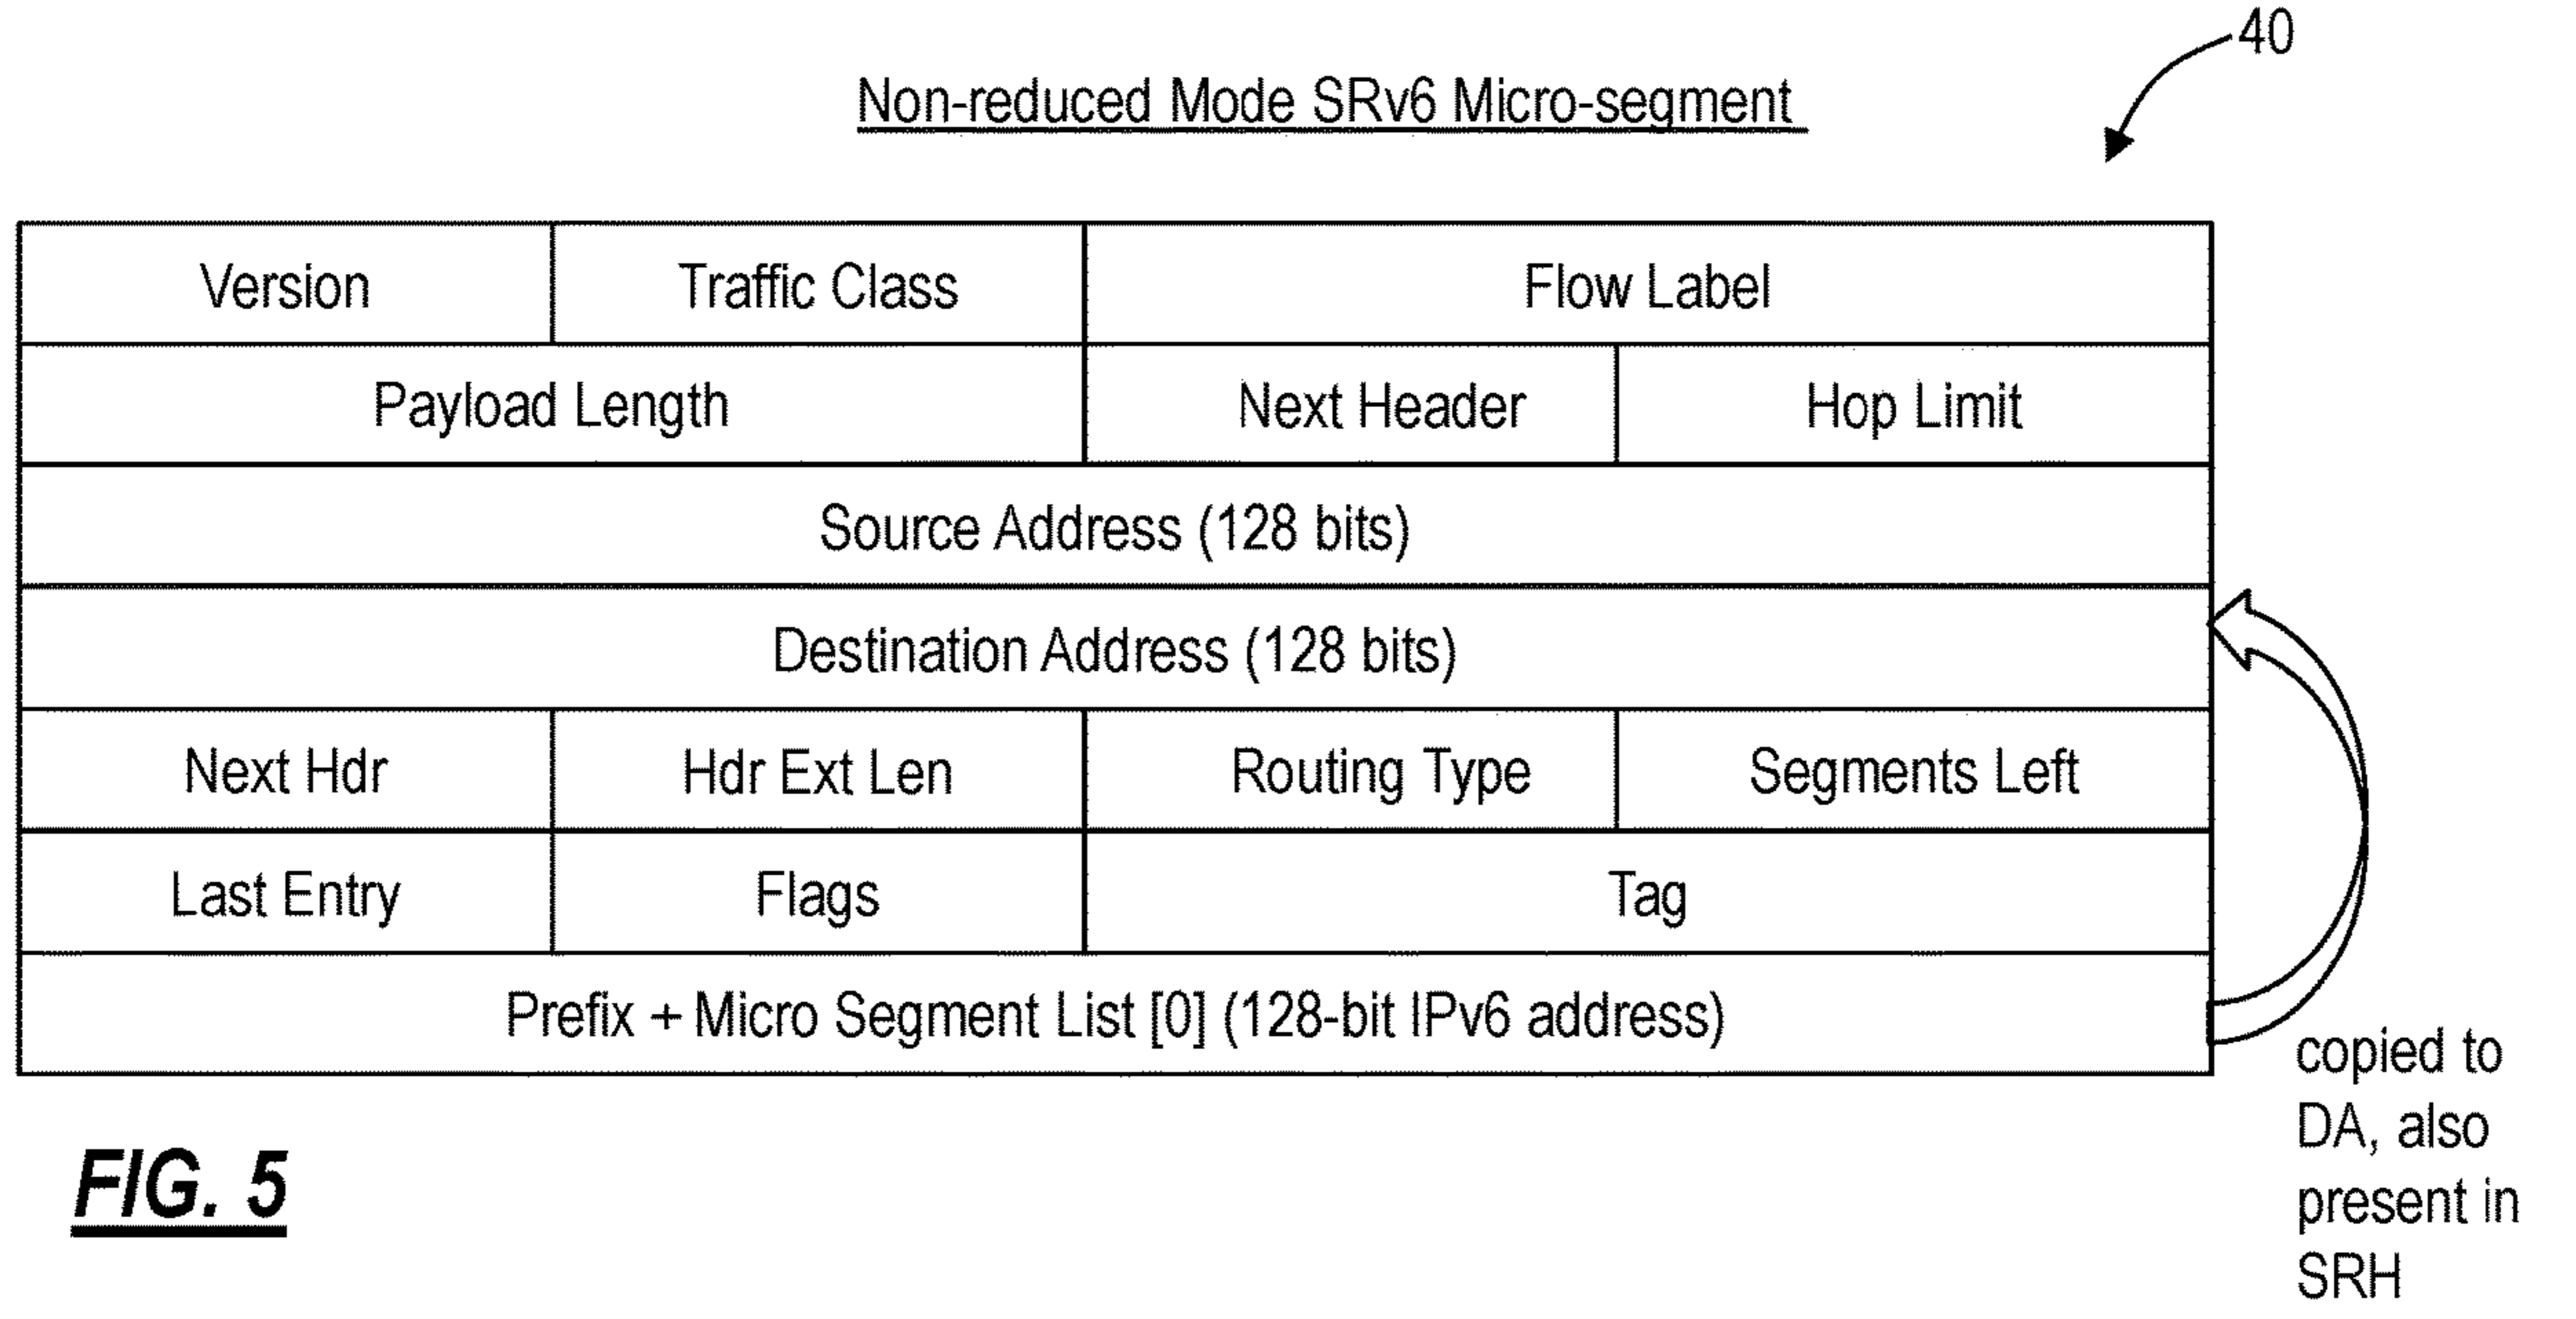 40
Non-reduced Mode SRv6 Micro-segment
Version Traffic Class Flow Label
Payload Length Next Header Hop Limit
Source Address (128 bits)
Destination Address (128 bits)
Next Hdr Hdr Ext Len Routing Type Segments Left
Last Entry Flags Tag
Prefix + Micro Segment List [0] (128-bit IPv6 address)
copied to
DA, also
present in
SRH
FIG. 5